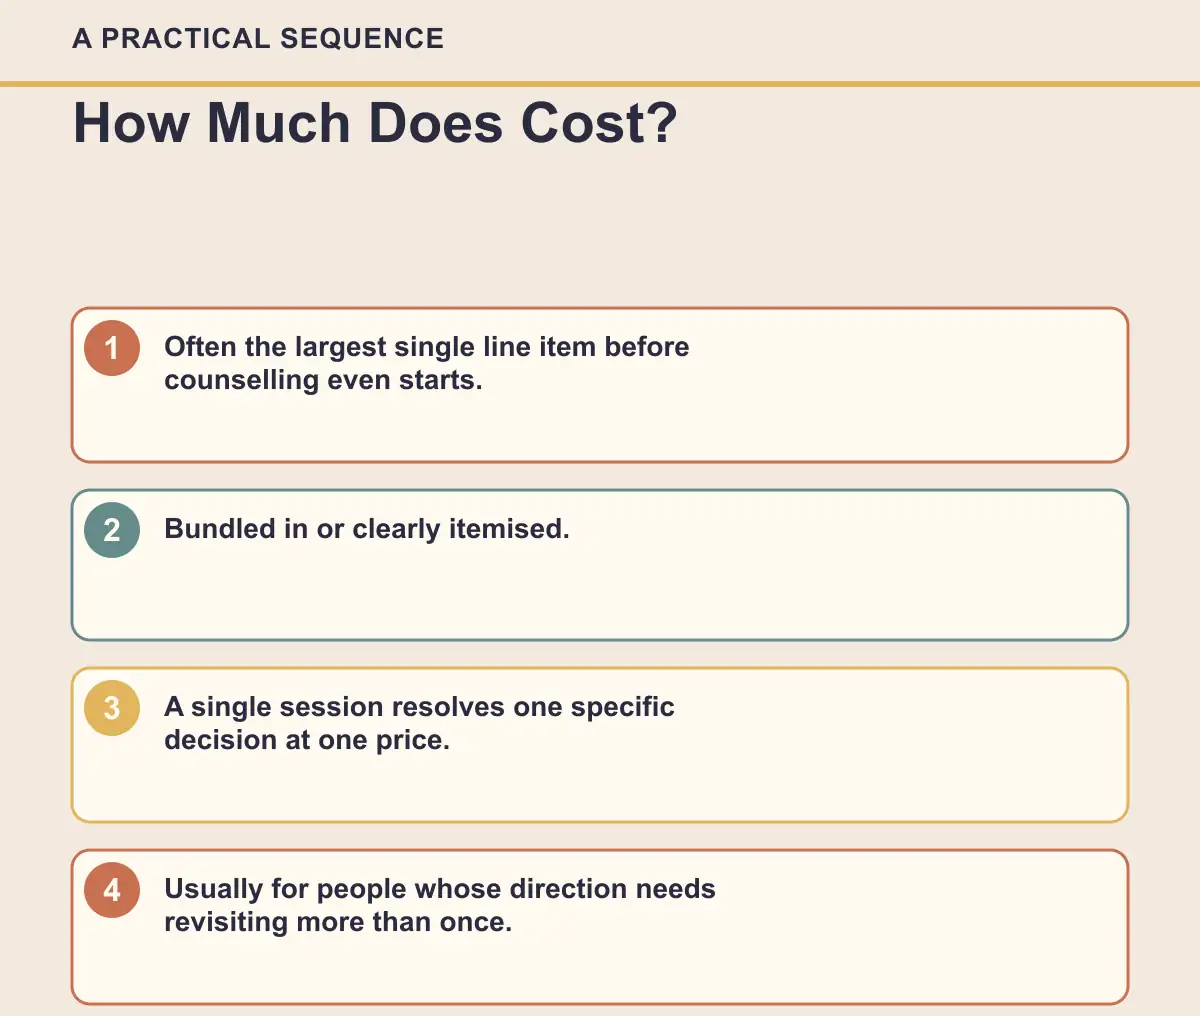 A PRACTICAL SEQUENCE
How Much Does Cost?
1
Often the largest single line item before
counselling even starts.
2
Bundled in or clearly itemised.
3
A single session resolves one specific
decision at one price.
4
Usually for people whose direction needs
revisiting more than once.